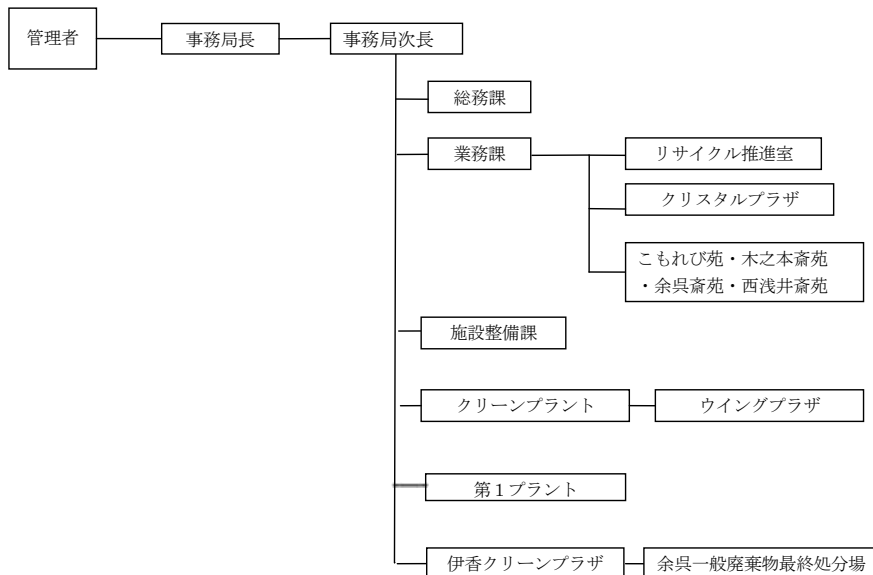 管理者
事務局長
事務局次長
総務課
業務課
リサイクル推進室
クリスタルプラザ
こもれび苑・木之本斎苑
・余呉斎苑・西浅井斎苑
施設整備課
クリーンプラント
ウイングプラザ
第１プラント
伊香クリーンプラザ
余呉一般廃棄物最終処分場